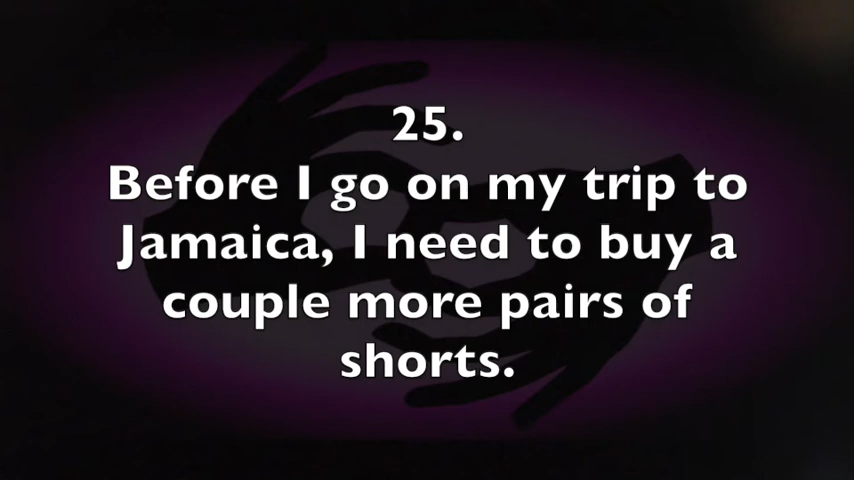 25.
Before I go on my trip to
Jamaica, I need to buy a
couple more pairs of
shorts.